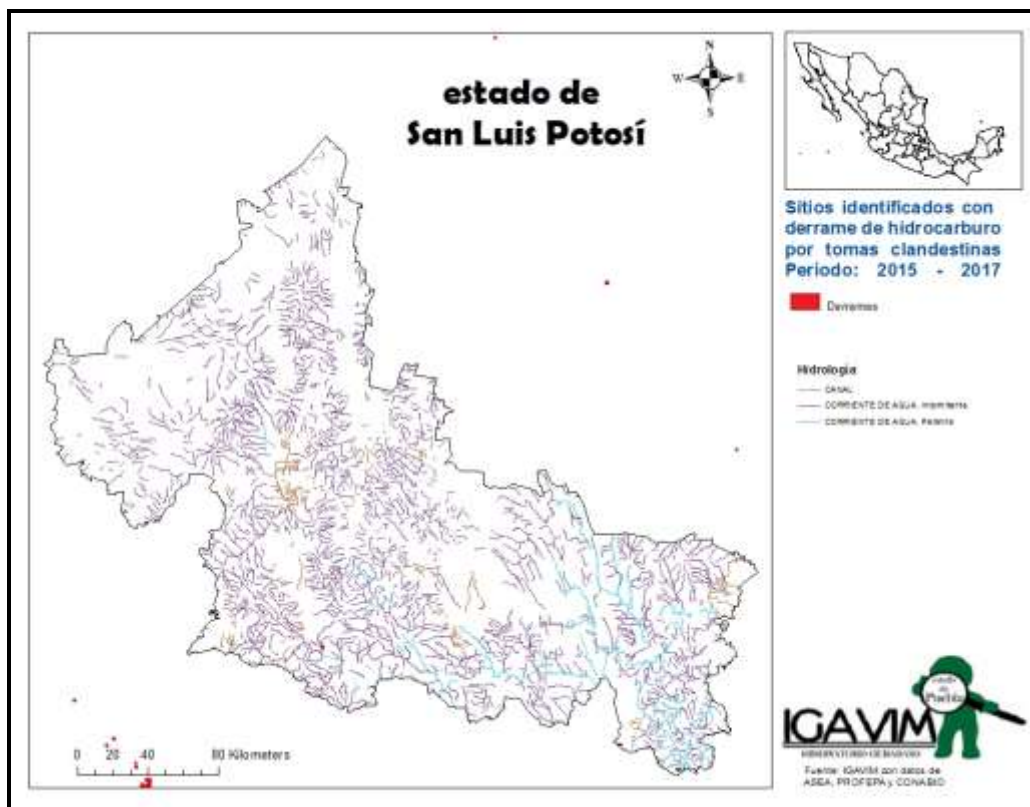 estado de
San Luis Potosí
N
W E
S
Sitios identificados con
derrame de hidrocarburo
por tomas clandestinas
Periodo: 2015 - 2017
Derrames
Hidrología
CANAL
CORRIENTE DE AGUA, Intermitente
CORRIENTE DE AGUA, Perenne
0 20 40 80 Kilometers
IGAVIM
OBSERVATORIO CIUDADANO
Fuente: IGAVIM con datos de
ASEA, PROFEPA y CONABIO